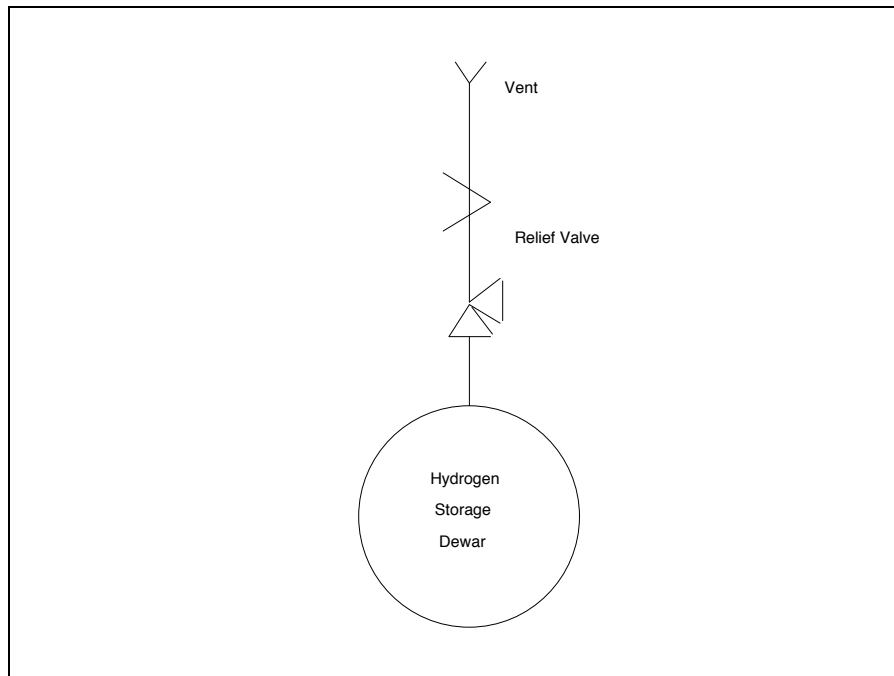 Vent
Relief Valve
Hydrogen
Storage
Dewar